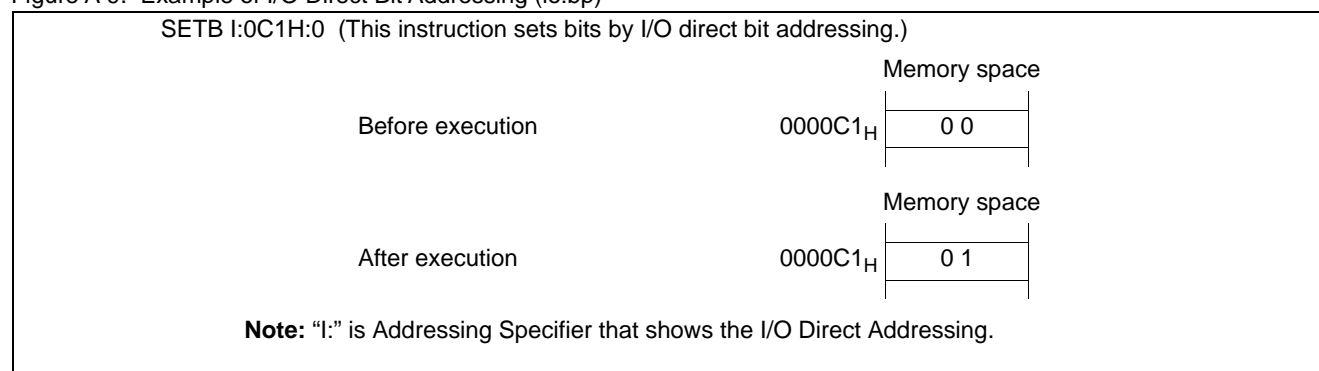 Figure A-6: Example of I/O Direct Bit Addressing (io:bp)
SETB I:0C1H:0 (This instruction sets bits by I/O direct bit addressing.)
Memory space
Before execution 0000C1H 0 0
Memory space
After execution 0000C1H 0 1
Note: “I:” is Addressing Specifier that shows the I/O Direct Addressing.